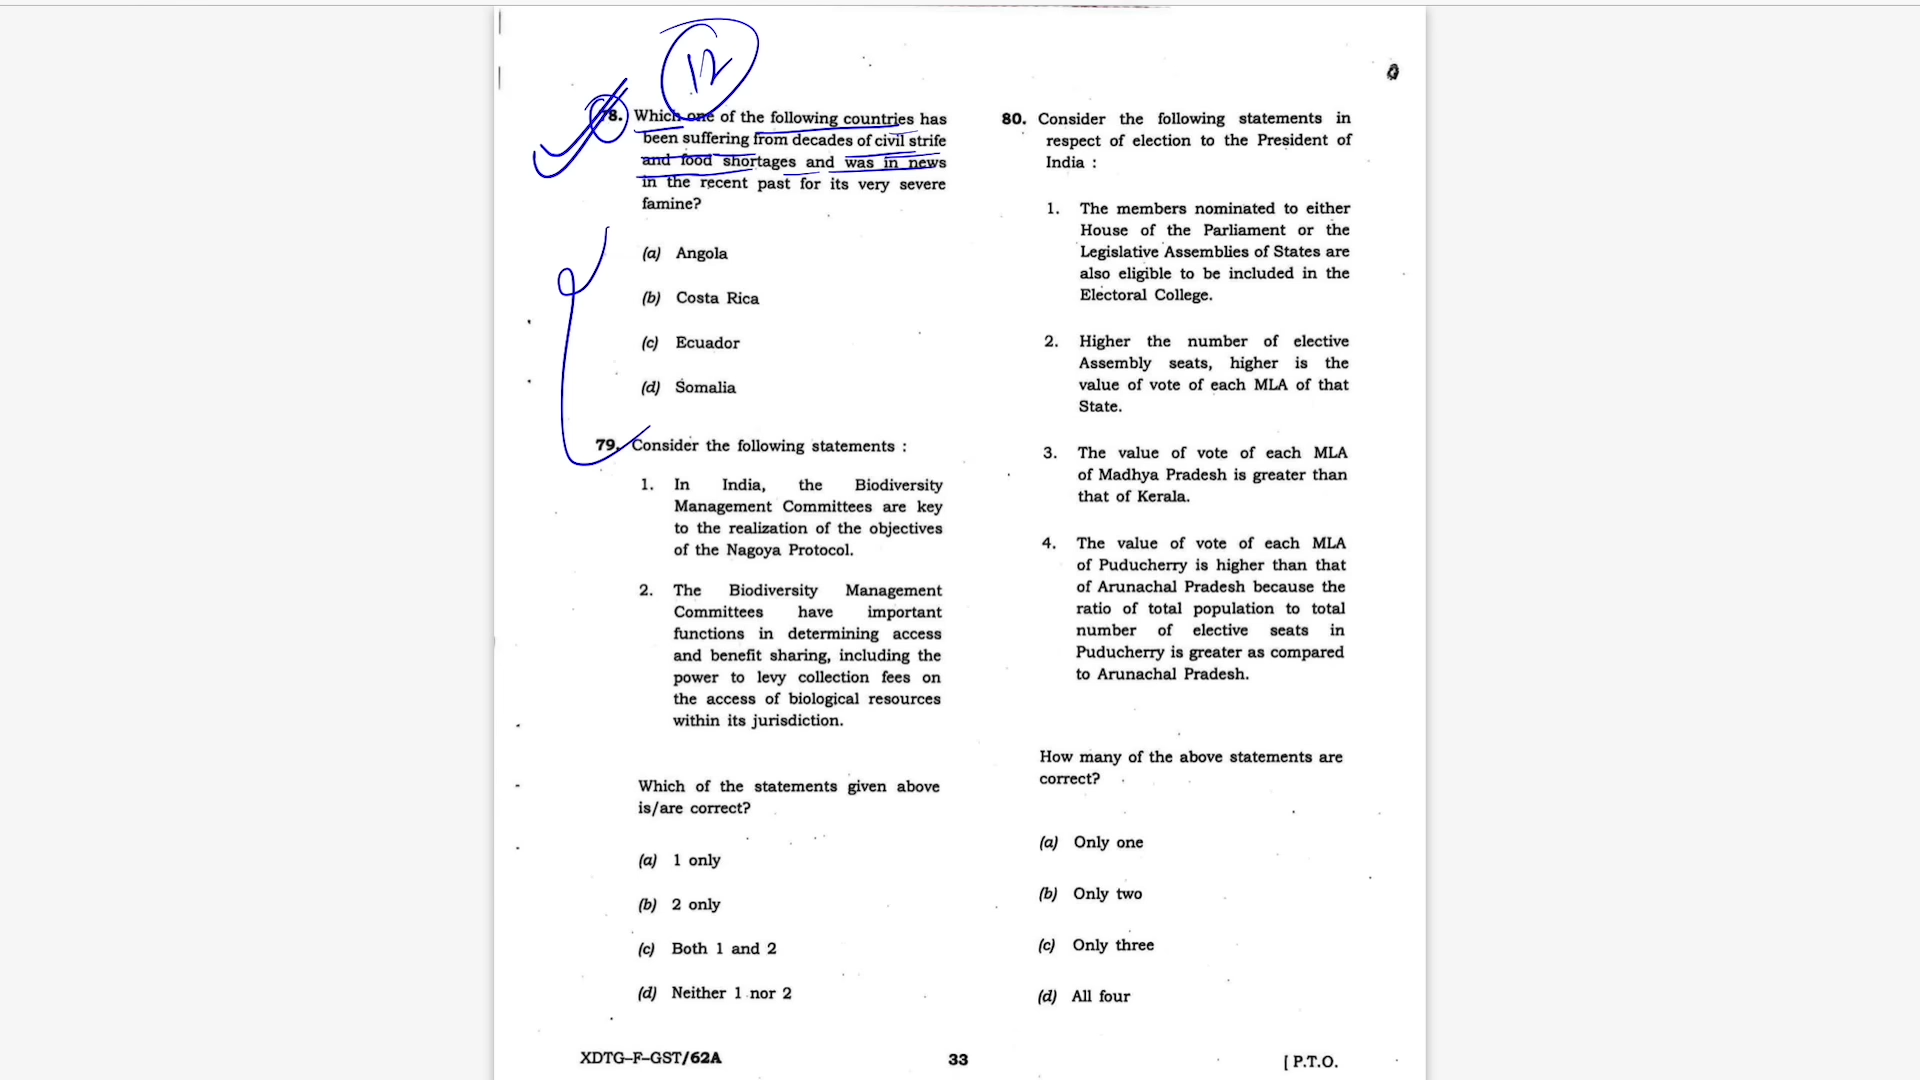 12
78. Which one of the following countries has
been suffering from decades of civil strife
and food shortages and was in news
in the recent past for its very severe
famine?
(a) Angola
(b) Costa Rica
(c) Ecuador
(d) Somalia
79. Consider the following statements :
1. In India, the Biodiversity
Management Committees are key
to the realization of the objectives
of the Nagoya Protocol.
2. The Biodiversity Management
Committees have important
functions in determining access
and benefit sharing, including the
power to levy collection fees on
the access of biological resources
within its jurisdiction.
Which of the statements given above
is/are correct?
(a) 1 only
(b) 2 only
(c) Both 1 and 2
(d) Neither 1 nor 2
80. Consider the following statements in
respect of election to the President of
India :
1. The members nominated to either
House of the Parliament or the
Legislative Assemblies of States are
also eligible to be included in the
Electoral College.
2. Higher the number of elective
Assembly seats, higher is the
value of vote of each MLA of that
State.
3. The value of vote of each MLA
of Madhya Pradesh is greater than
that of Kerala.
4. The value of vote of each MLA
of Puducherry is higher than that
of Arunachal Pradesh because the
ratio of total population to total
number of elective seats in
Puducherry is greater as compared
to Arunachal Pradesh.
How many of the above statements are
correct?
(a) Only one
(b) Only two
(c) Only three
(d) All four
XDTG-F-GST/62A
33
[ P.T.O.